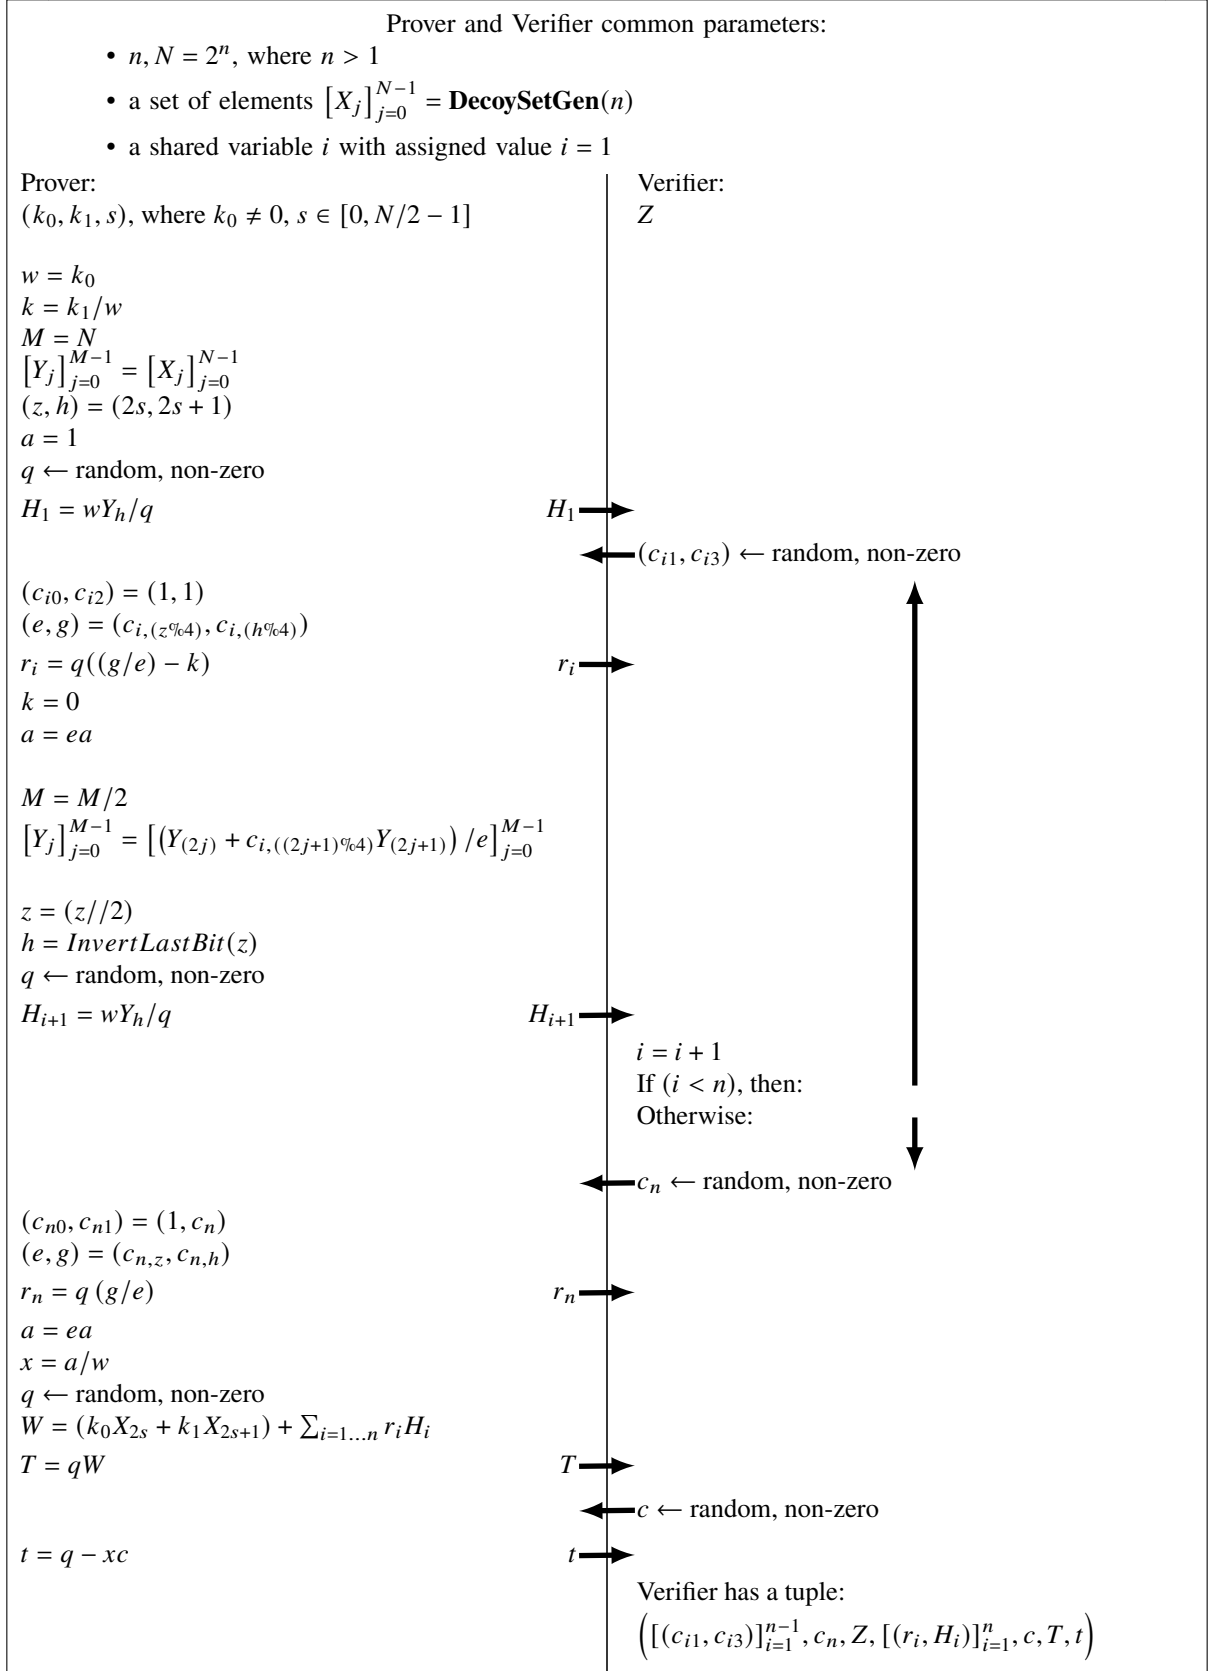 Prover and Verifier common parameters:
• n, N = 2^n, where n > 1
• a set of elements [X_j]_{j=0}^{N−1} = DecoySetGen(n)
• a shared variable i with assigned value i = 1
Prover:
(k_0, k_1, s), where k_0 ≠ 0, s ∈ [0, N/2 − 1]
Verifier:
Z
w = k_0
k = k_1/w
M = N
[Y_j]_{j=0}^{M−1} = [X_j]_{j=0}^{N−1}
(z, h) = (2s, 2s + 1)
a = 1
q ← random, non-zero
H_1 = wY_h/q H_1
(c_{i1}, c_{i3}) ← random, non-zero
(c_{i0}, c_{i2}) = (1, 1)
(e, g) = (c_{i,(z%4)}, c_{i,(h%4)})
r_i = q((g/e) − k) r_i
k = 0
a = ea
M = M/2
[Y_j]_{j=0}^{M−1} = [(Y_{(2j)} + c_{i,((2j+1)%4)}Y_{(2j+1)}) /e]_{j=0}^{M−1}
z = (z//2)
h = InvertLastBit(z)
q ← random, non-zero
H_{i+1} = wY_h/q H_{i+1}
i = i + 1
If (i < n), then:
Otherwise:
c_n ← random, non-zero
(c_{n0}, c_{n1}) = (1, c_n)
(e, g) = (c_{n,z}, c_{n,h})
r_n = q (g/e) r_n
a = ea
x = a/w
q ← random, non-zero
W = (k_0X_{2s} + k_1X_{2s+1}) + ∑_{i=1...n} r_iH_i
T = qW T
c ← random, non-zero
t = q − xc t
Verifier has a tuple:
([(c_{i1}, c_{i3})]_{i=1}^{n−1}, c_n, Z, [(r_i, H_i)]_{i=1}^{n}, c, T, t)